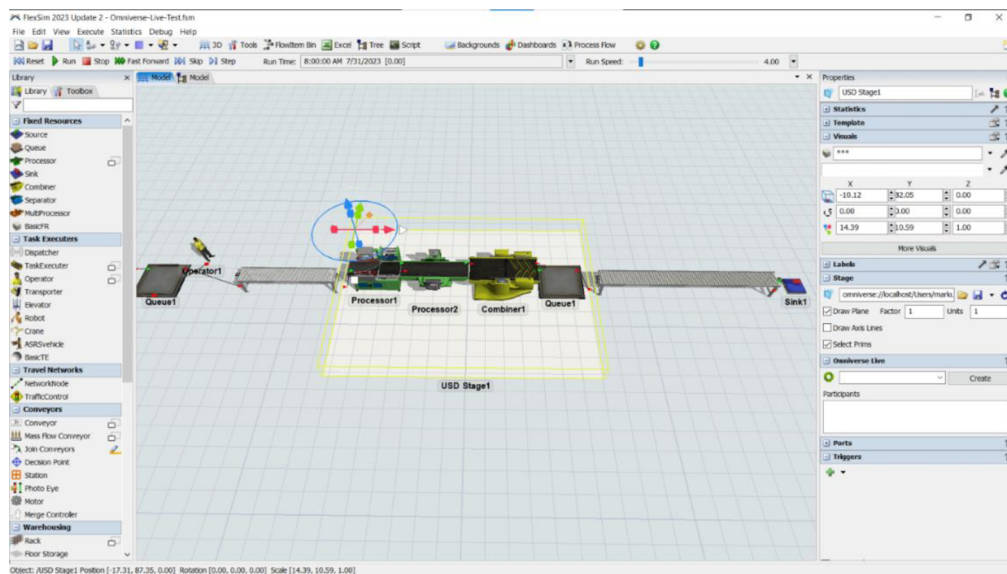 FlexSim 2023 Update 2 - Omniverse-Live-Test.fsm
File Edit View Execute Statistics Debug Help
3D Tools FlowItem Bin Excel Tree Script Backgrounds Dashboards Process Flow
Reset Run Stop Fast Forward Skip Step Run Time: 8:00:00 AM 7/31/2023 [0.00] Run Speed: 4.00
Library
Library Toolbox
Fixed Resources
Source
Queue
Processor
Sink
Combiner
Separator
MultiProcessor
BasicFR
Task Executers
Dispatcher
TaskExecuter
Operator
Transporter
Elevator
Robot
Crane
ASRSvehicle
BasicTE
Travel Networks
NetworkNode
TrafficControl
Conveyors
Conveyor
Mass Flow Conveyor
Join Conveyors
Decision Point
Station
Photo Eye
Motor
Merge Controller
Warehousing
Rack
Floor Storage
Model Model
Operator1
Queue1
Processor1
Processor2
Combiner1
Queue1
Sink1
USD Stage1
Properties
USD Stage1
Statistics
Template
Visuals
***
X Y Z
-10.12 82.05 0.00
0.00 0.00 0.00
14.39 10.59 1.00
More Visuals
Labels
Stage
omniverse://localhost/Users/marku
Draw Plane Factor 1 Units 1
Draw Axis Lines
Select Prims
Omniverse Live
Create
Participants
Ports
Triggers
Object: /USD Stage1 Position [-17.31, 87.35, 0.00] Rotation [0.00, 0.00, 0.00] Scale [14.39, 10.59, 1.00]